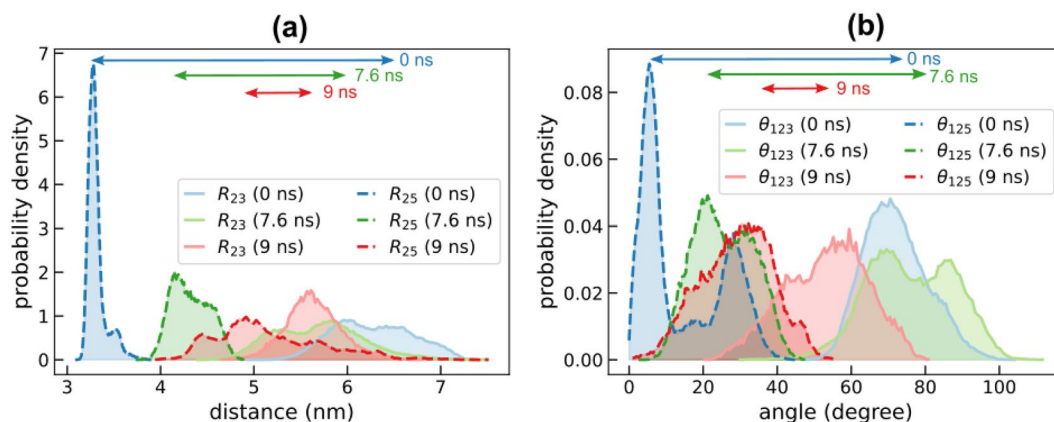 (a)
0 ns
7.6 ns
9 ns
probability density
7
6
5
4
3
2
1
0
R23 (0 ns)
R23 (7.6 ns)
R23 (9 ns)
R25 (0 ns)
R25 (7.6 ns)
R25 (9 ns)
3 4 5 6 7
distance (nm)
(b)
0 ns
7.6 ns
9 ns
probability density
0.08
0.06
0.04
0.02
0.00
θ123 (0 ns)
θ123 (7.6 ns)
θ123 (9 ns)
θ125 (0 ns)
θ125 (7.6 ns)
θ125 (9 ns)
0 20 40 60 80 100
angle (degree)